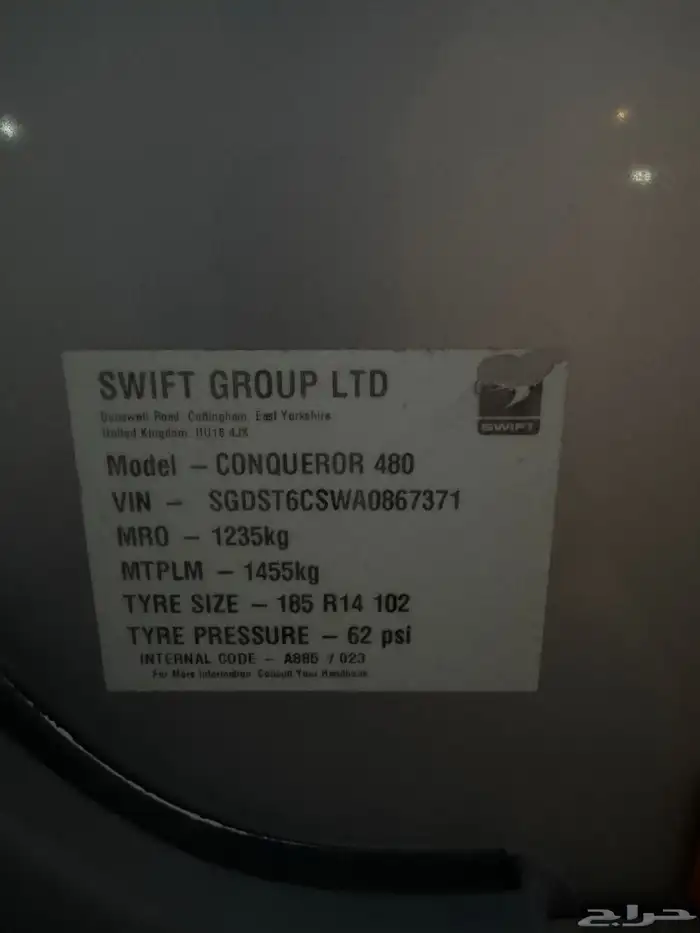 SWIFT GROUP LTD
Dunswell Road, Cottingham, East Yorkshire
United Kingdom HU16 4JX
SWIFT
Model – CONQUEROR 480
VIN – SGDST6CSWA0867371
MRO – 1235kg
MTPLM – 1455kg
TYRE SIZE – 185 R14 102
TYRE PRESSURE – 62 psi
INTERNAL CODE – A885 / 023
For More Information Consult Your Handbook
حراج